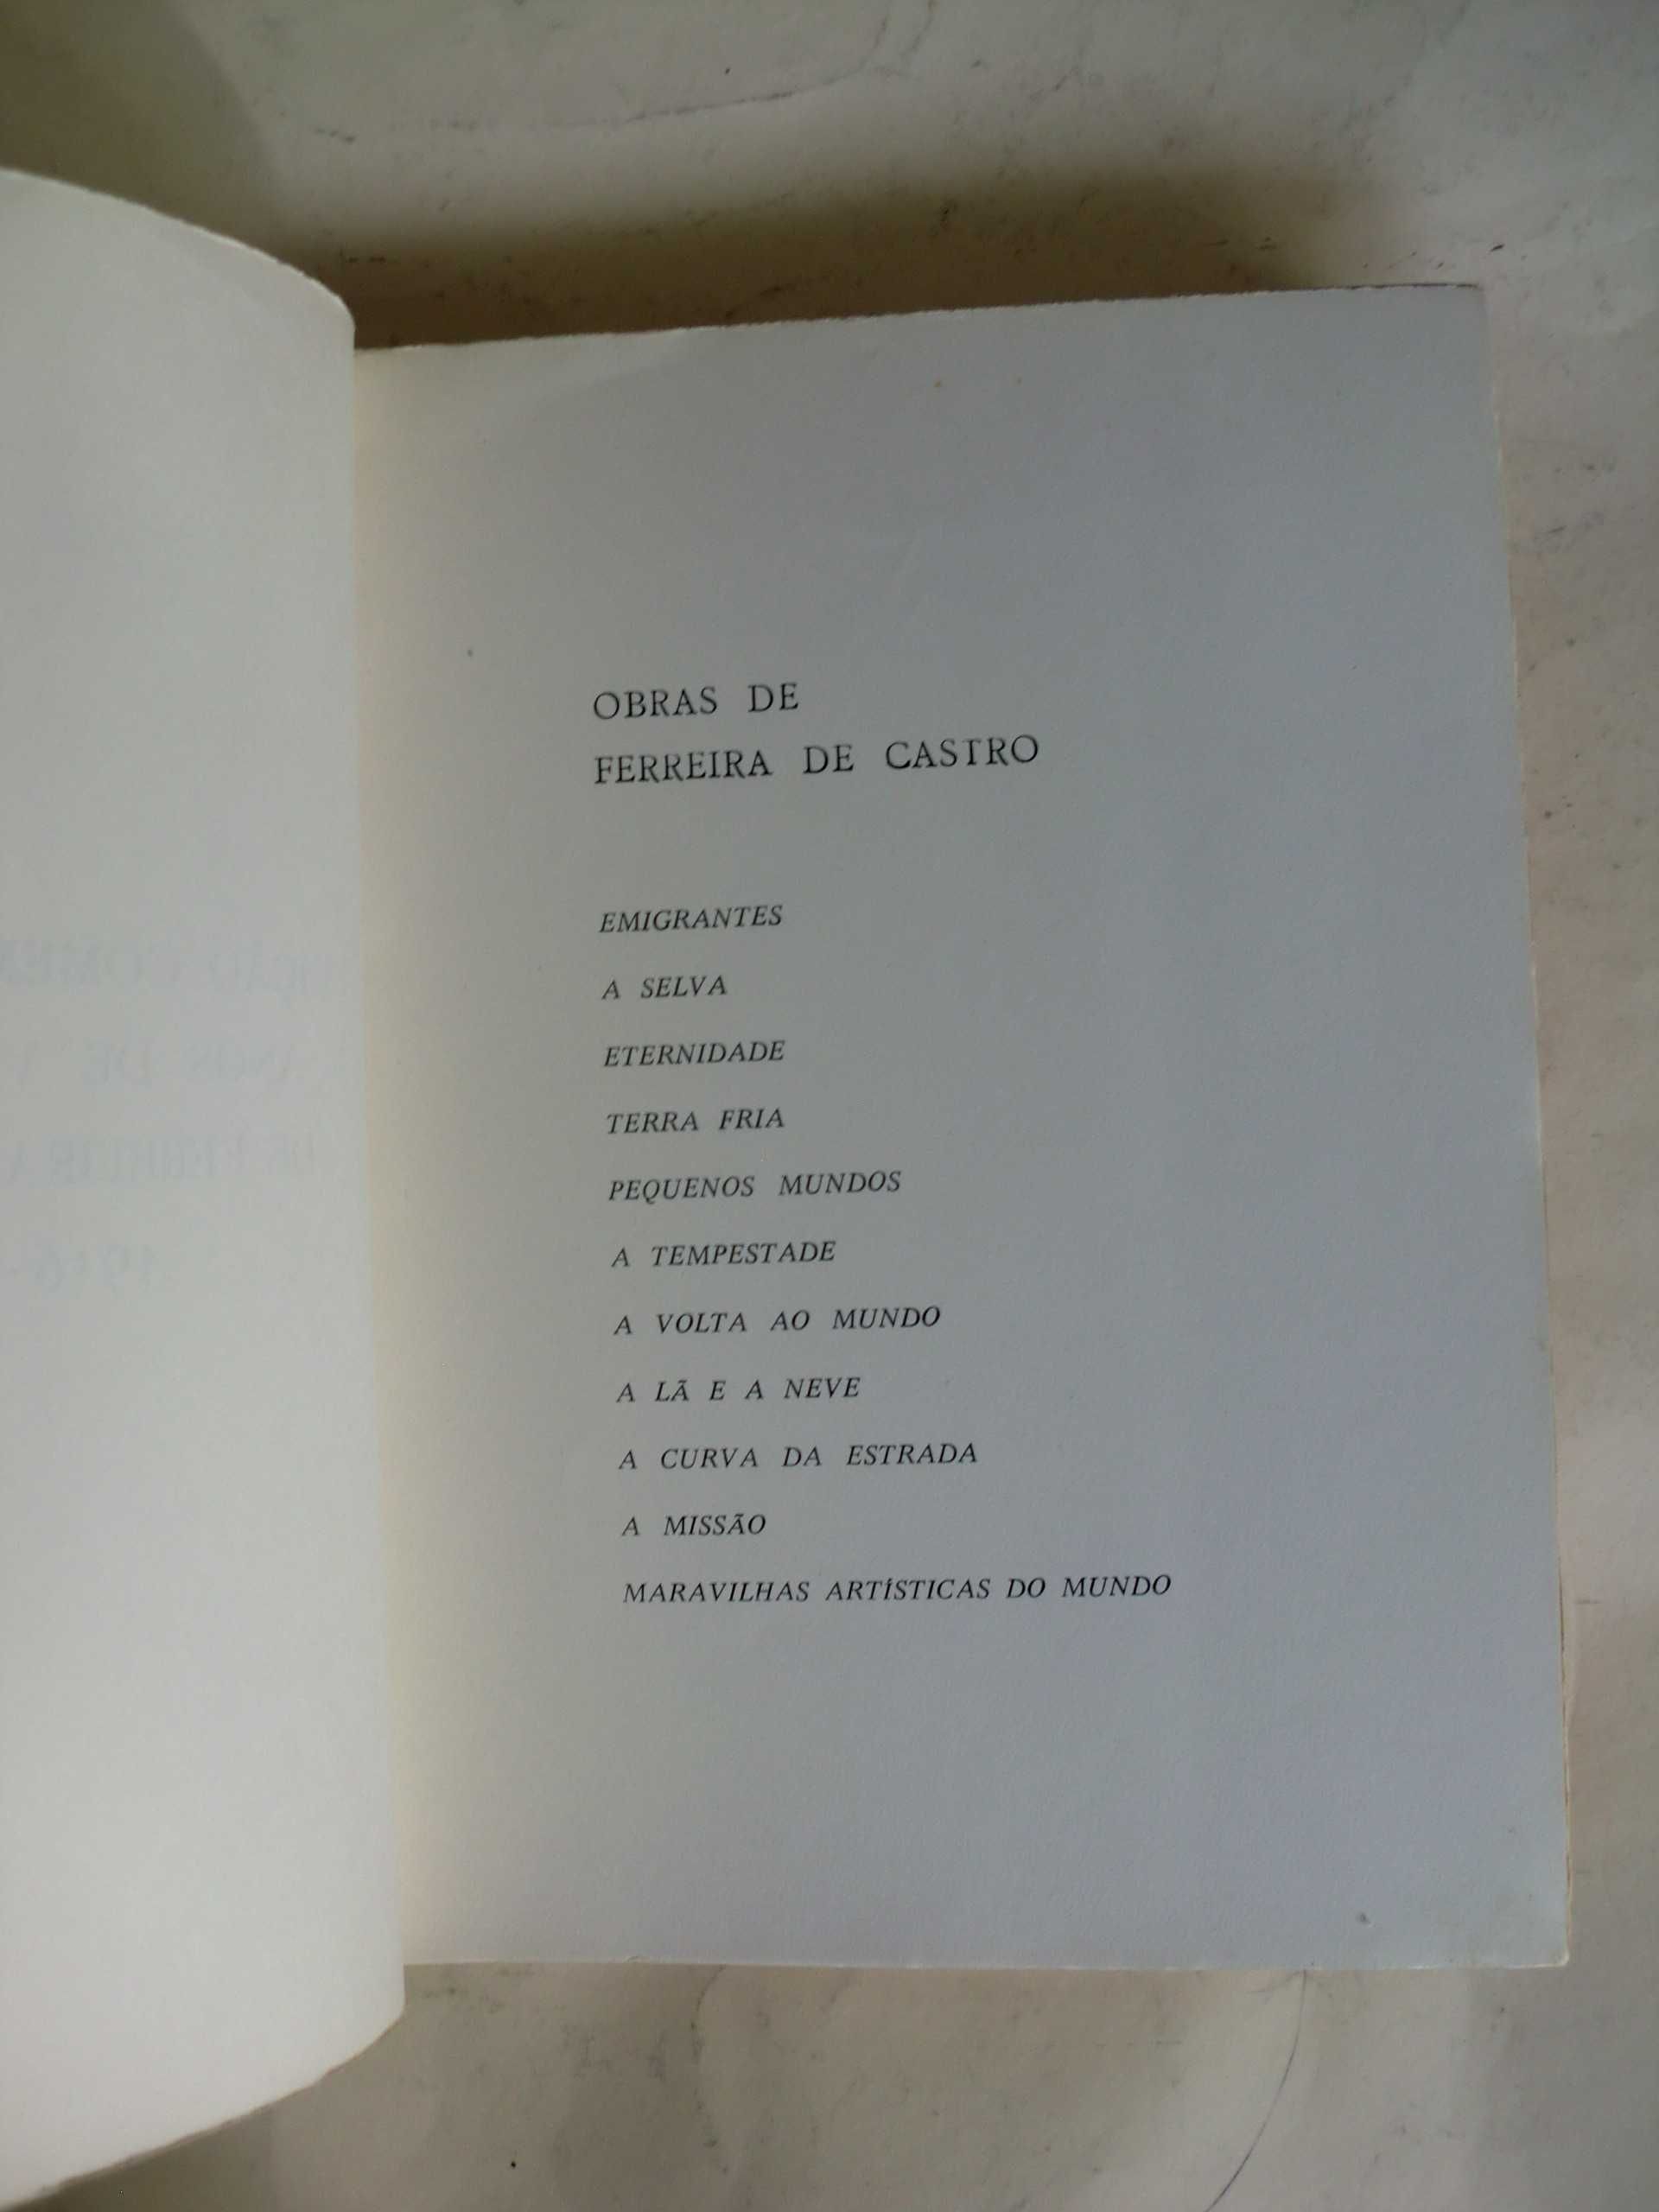 OBRAS DE
FERREIRA DE CASTRO
EMIGRANTES
A SELVA
ETERNIDADE
TERRA FRIA
PEQUENOS MUNDOS
A TEMPESTADE
A VOLTA AO MUNDO
A LÃ E A NEVE
A CURVA DA ESTRADA
A MISSÃO
MARAVILHAS ARTÍSTICAS DO MUNDO